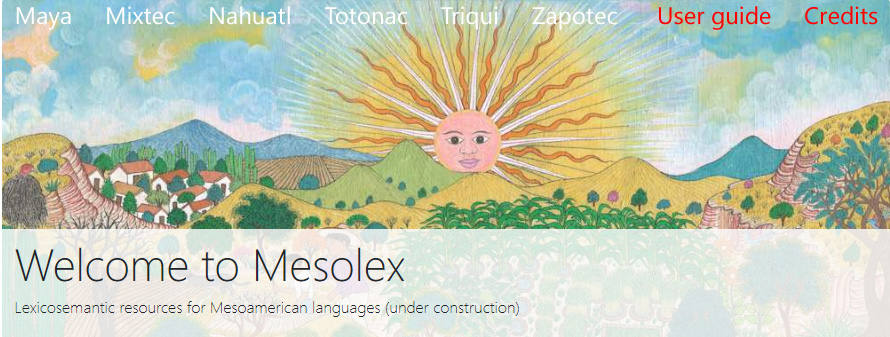 Maya Mixtec Nahuatl Totonac Triqui Zapotec User guide Credits
Welcome to Mesolex
Lexicosemantic resources for Mesoamerican languages (under construction)